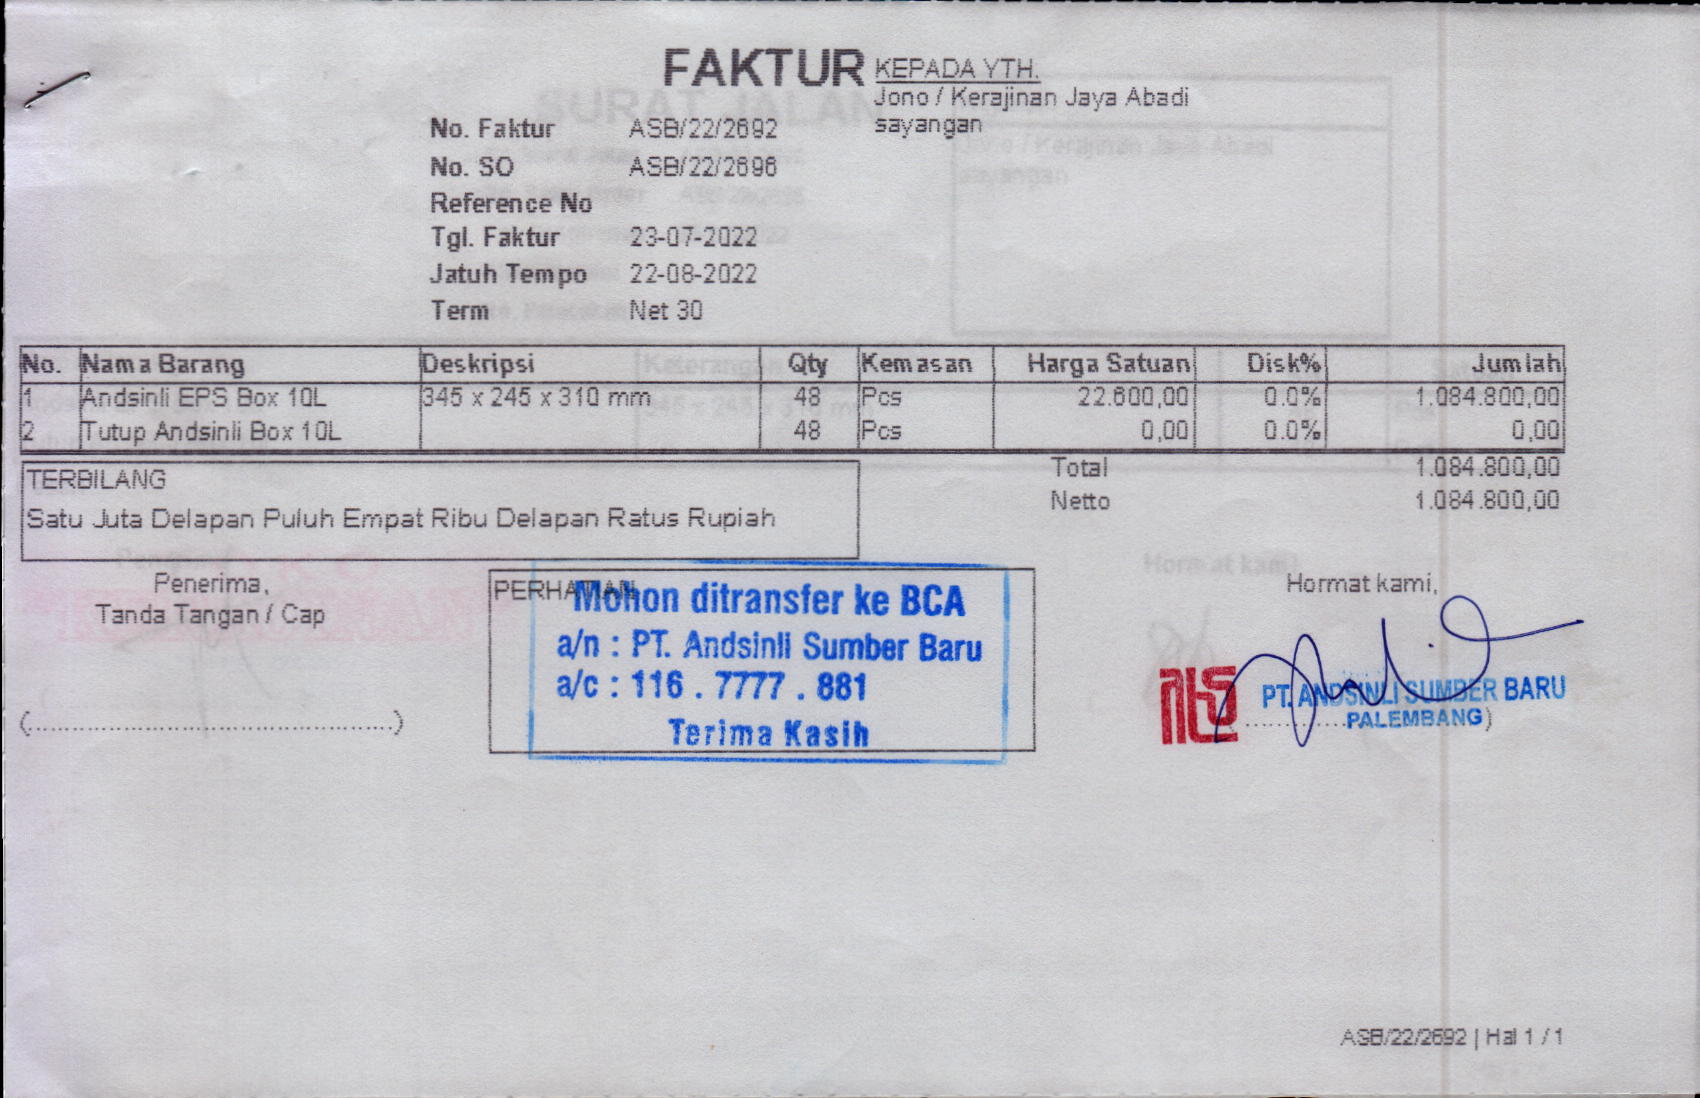 FAKTUR
KEPADA YTH.
Jono / Kerajinan Jaya Abadi
sayangan
No. Faktur ASB/22/2692
No. SO ASB/22/2696
Reference No
Tgl. Faktur 23-07-2022
Jatuh Tempo 22-08-2022
Term Net 30
No. Nama Barang Deskripsi Qty Kemasan Harga Satuan Disk% Jumlah
1 Andsinli EPS Box 10L 345 x 245 x 310 mm 48 Pcs 22.600,00 0.0% 1.084.800,00
2 Tutup Andsinli Box 10L 48 Pcs 0,00 0.0% 0,00
Total 1.084.800,00
Netto 1.084.800,00
TERBILANG
Satu Juta Delapan Puluh Empat Ribu Delapan Ratus Rupiah
Penerima,
Tanda Tangan / Cap
(................................................)
PERHATIAN
Mohon ditransfer ke BCA
a/n : PT. Andsinli Sumber Baru
a/c : 116 . 7777 . 881
Terima Kasih
Hormat kami,
PT. ANDSINLI SUMBER BARU
PALEMBANG)
ASB/22/2692 | Hal 1 / 1